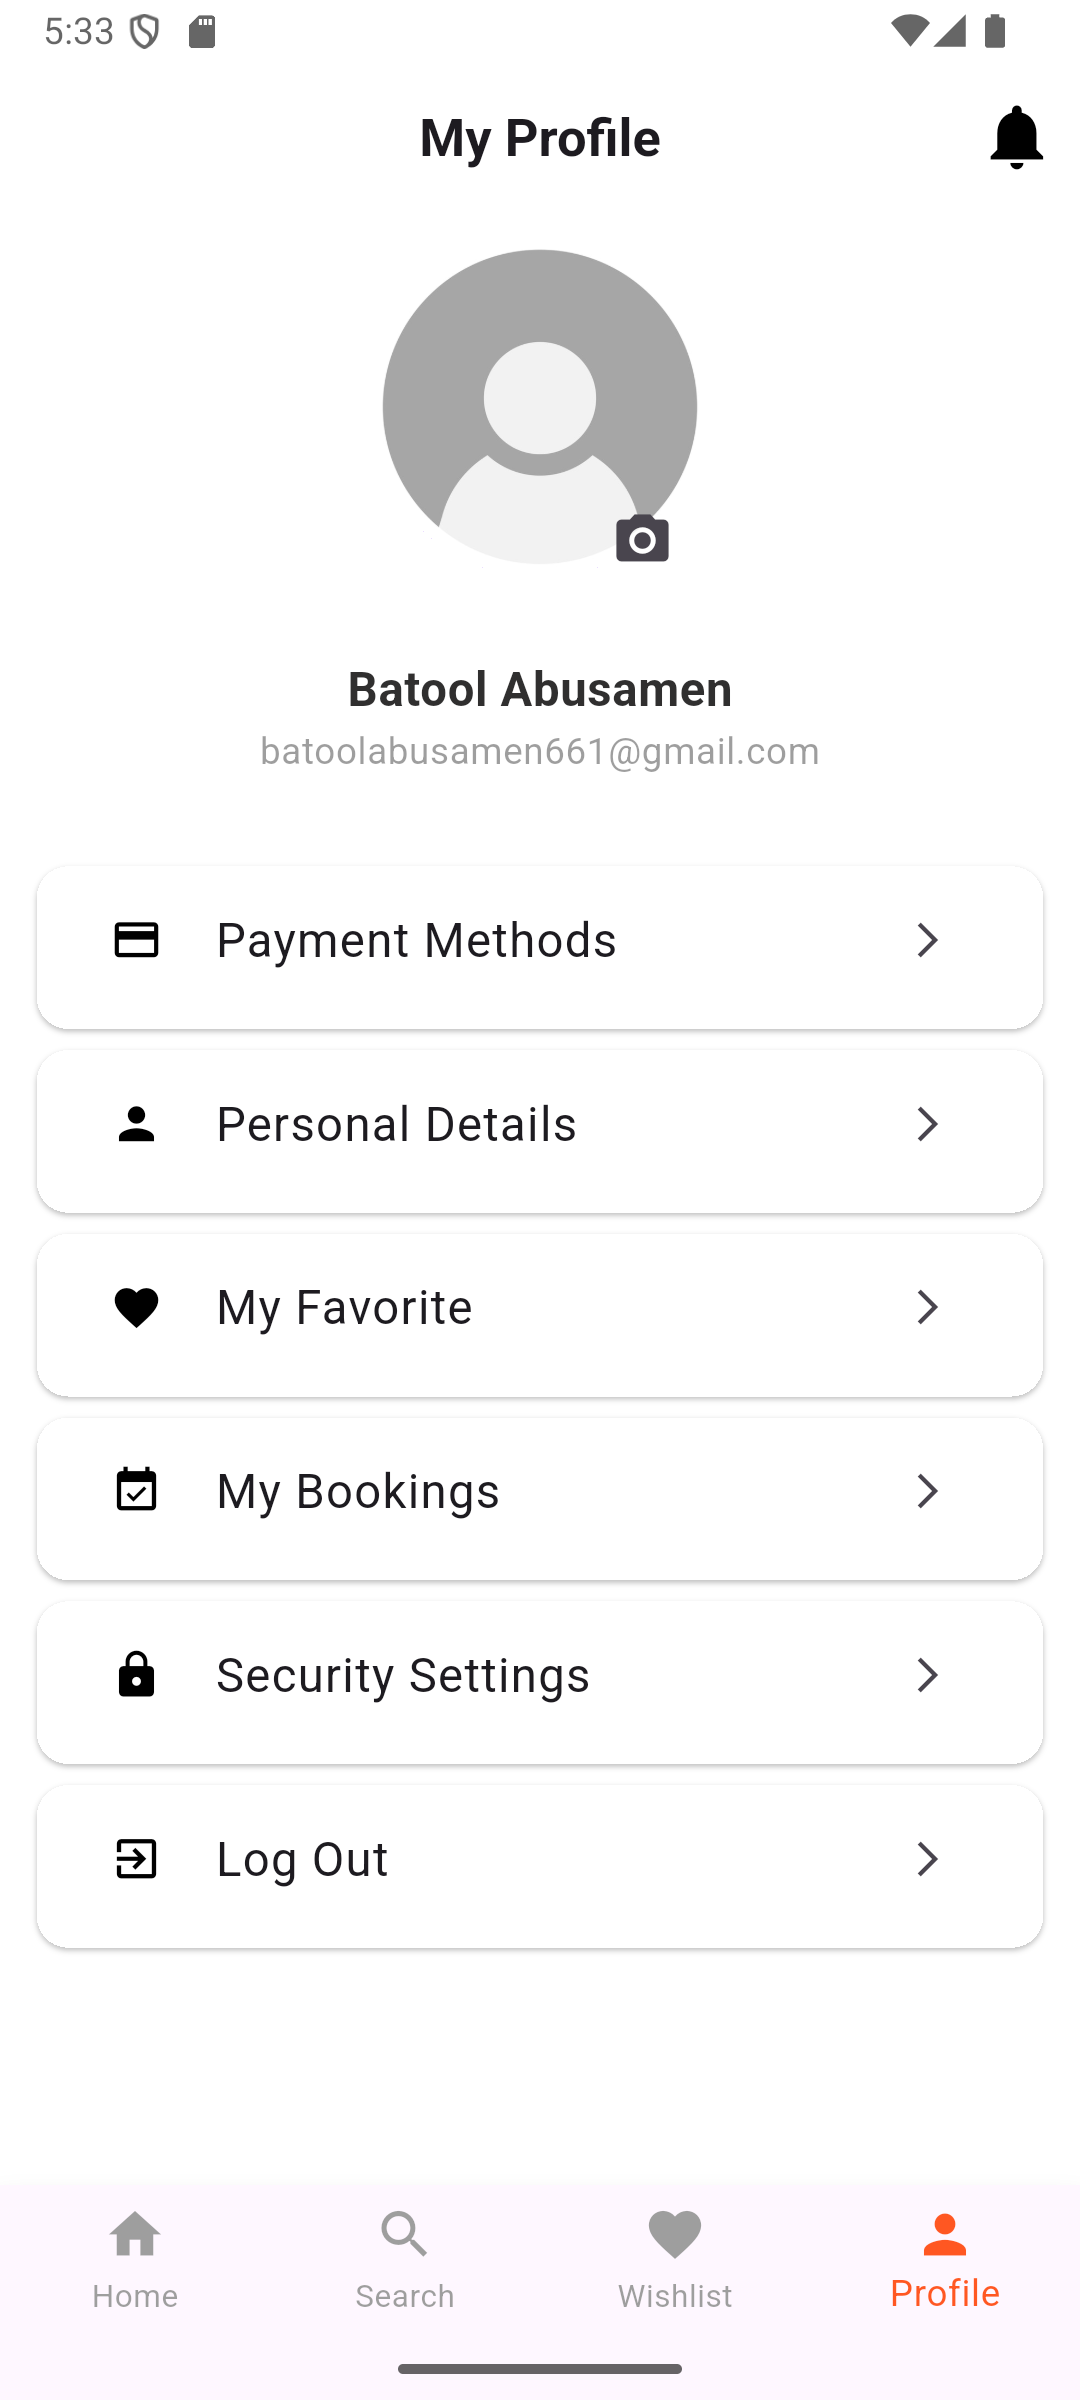 5:33
My Profile
Batool Abusamen
batoolabusamen661@gmail.com
Payment Methods
Personal Details
My Favorite
My Bookings
Security Settings
Log Out
Home
Search
Wishlist
Profile